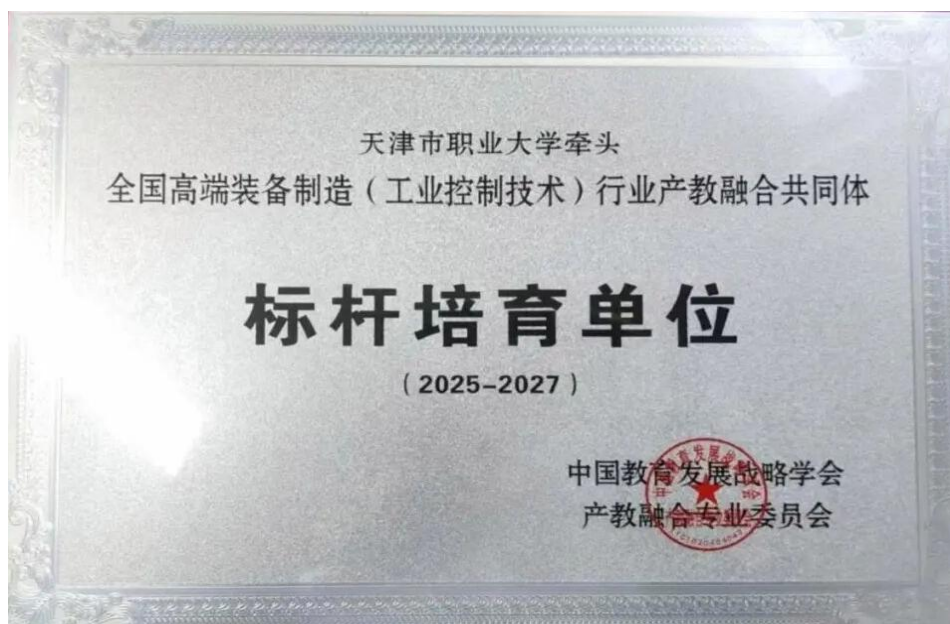 天津市职业大学牵头
全国高端装备制造（工业控制技术）行业产教融合共同体
标杆培育单位
（2025-2027）
中国教育发展战略学会
产教融合专业委员会